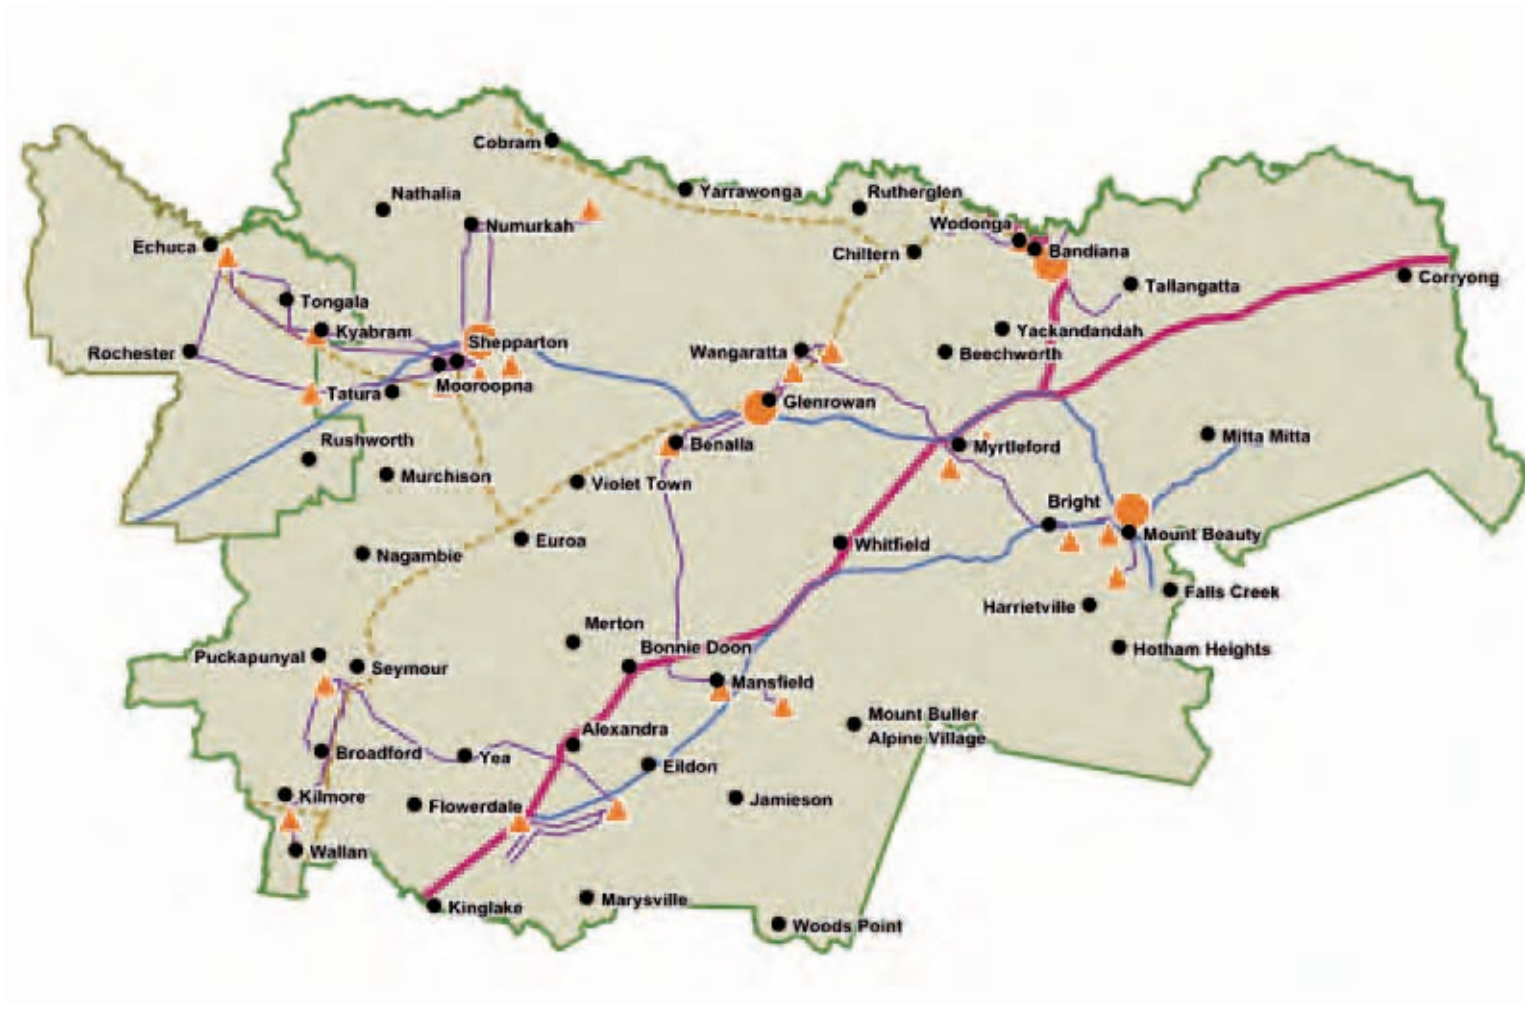 Cobram
Nathalia
Yarrawonga
Rutherglen
Numurkah
Wodonga
Echuca
Chiltern
Bandiana
Corryong
Tallangatta
Tongala
Kyabram
Yackandandah
Shepparton
Rochester
Wangaratta
Beechworth
Mooroopna
Tatura
Glenrowan
Rushworth
Benalla
Myrtleford
Mitta Mitta
Murchison
Violet Town
Bright
Euroa
Whitfield
Mount Beauty
Nagambie
Falls Creek
Harrietville
Merton
Bonnie Doon
Hotham Heights
Puckapunyal
Seymour
Mansfield
Mount Buller
Alpine Village
Alexandra
Broadford
Yea
Eildon
Kilmore
Flowerdale
Jamieson
Wallan
Kinglake
Marysville
Woods Point